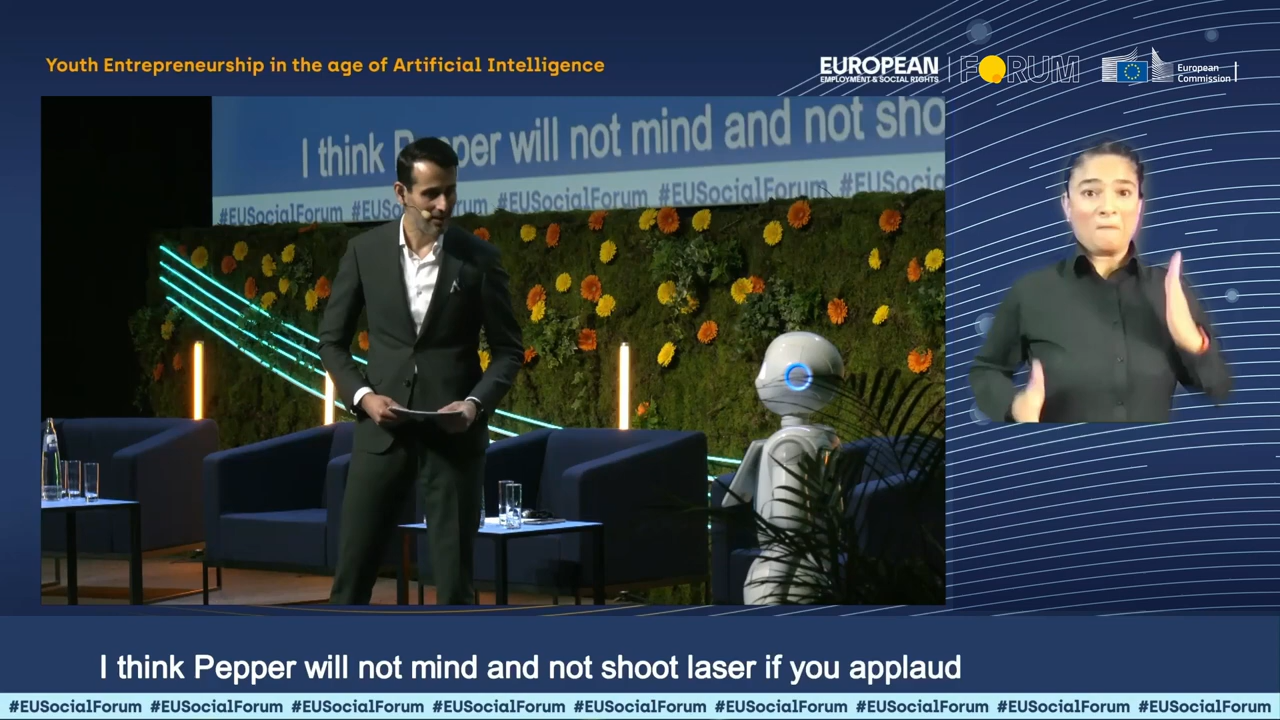 Youth Entrepreneurship in the age of Artificial Intelligence
EUROPEAN
EMPLOYMENT & SOCIAL RIGHTS
FORUM
European
Commission
I think Pepper will not mind and not sho
#EUSocialForum #EUSo #EUSocialForum #EUSocialForum #EUSocia
I think Pepper will not mind and not shoot laser if you applaud
#EUSocialForum #EUSocialForum #EUSocialForum #EUSocialForum #EUSocialForum #EUSocialForum #EUSocialForum #EUSocialForum #EUSocialForum